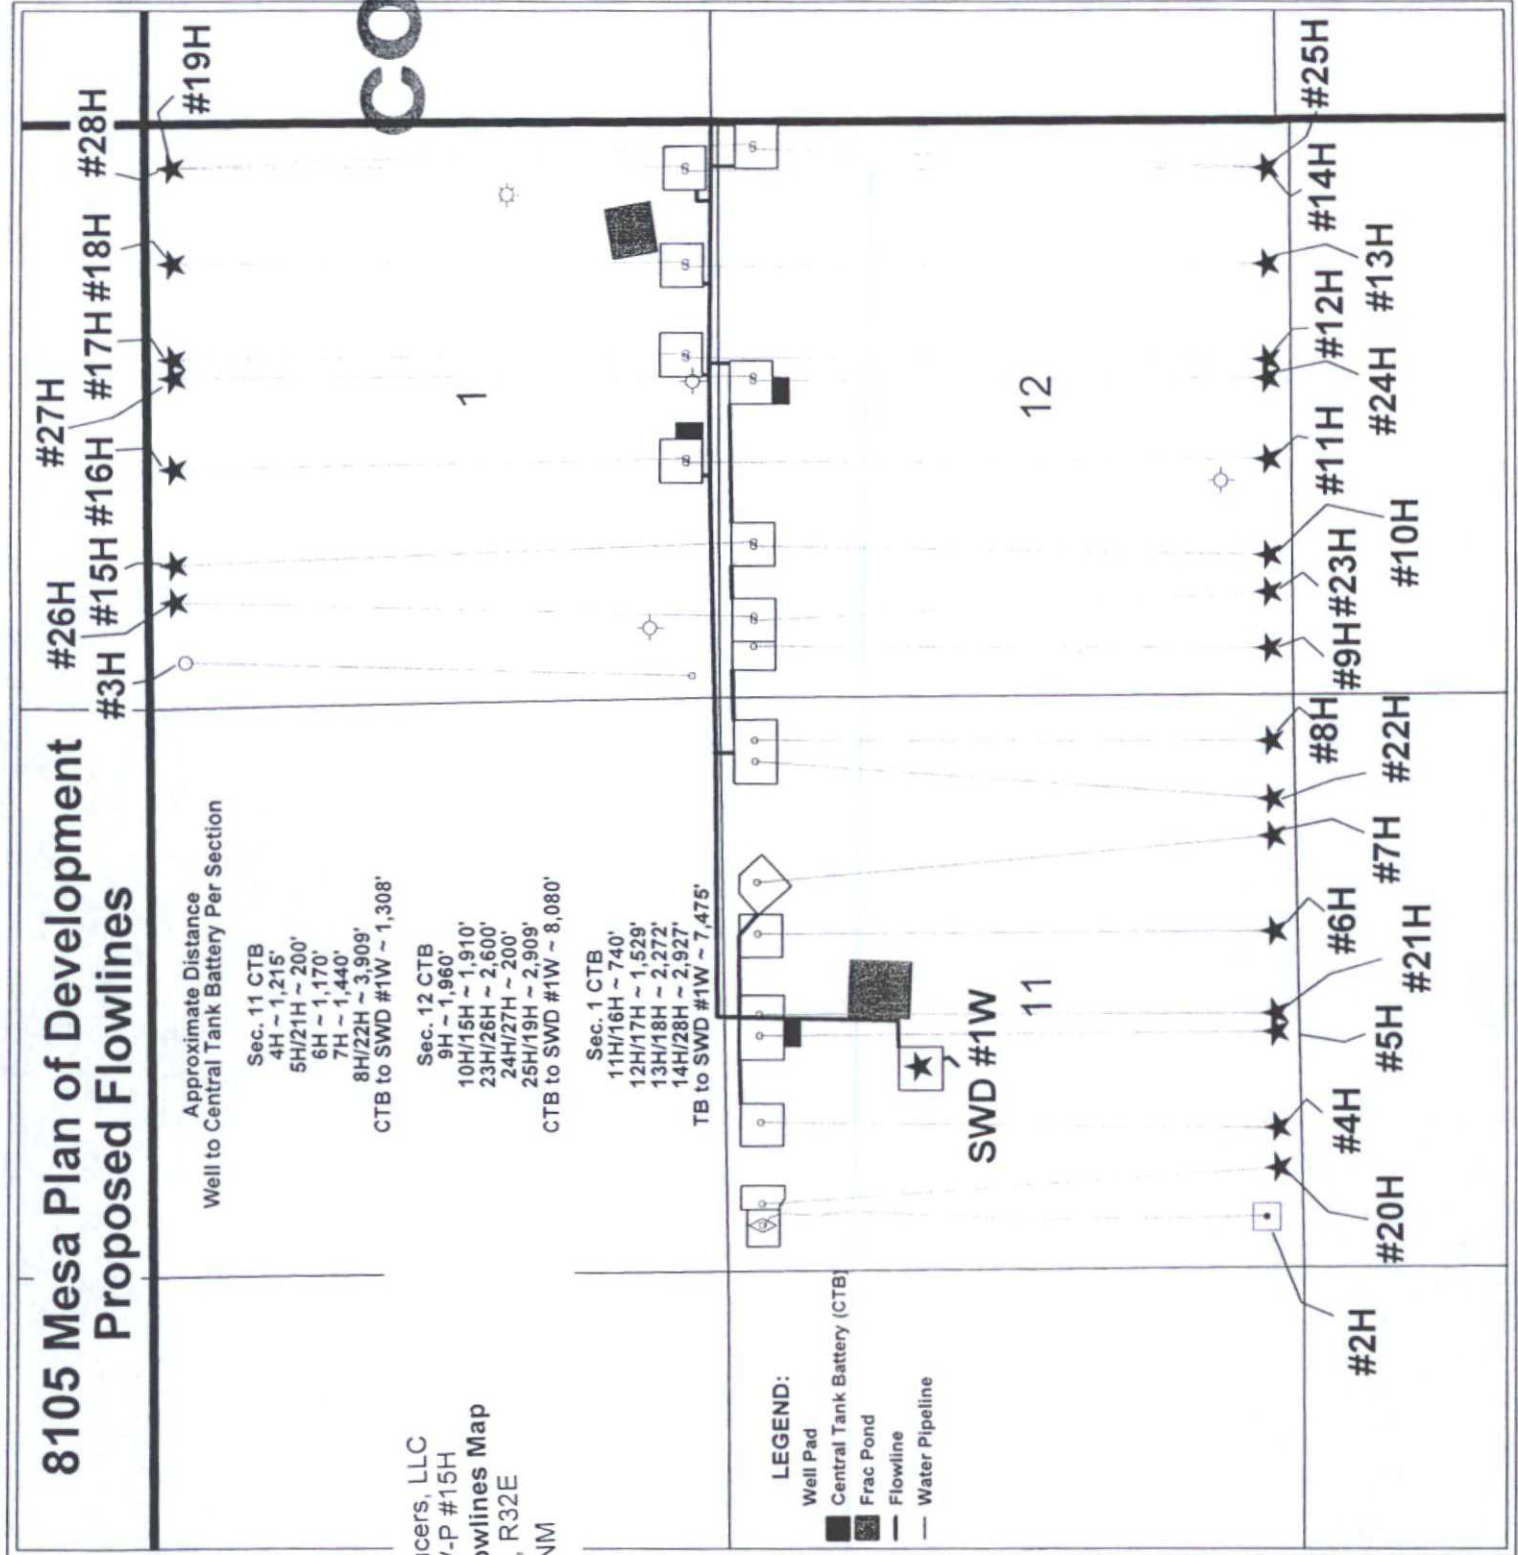 8105 Mesa Plan of Development
Proposed Flowlines
Approximate Distance
Well to Central Tank Battery Per Section
Sec. 11 CTB
4H ~ 1,215'
5H/21H ~ 200'
6H ~ 1,170'
7H ~ 1,440'
8H/22H ~ 3,909'
CTB to SWD #1W ~ 1,308'
Sec. 12 CTB
9H ~ 1,960'
10H/15H ~ 1,910'
23H/26H ~ 2,600'
24H/27H ~ 200'
25H/19H ~ 2,909'
CTB to SWD #1W ~ 8,080'
Sec. 1 CTB
11H/16H ~ 740'
12H/17H ~ 1,529'
13H/18H ~ 2,272'
14H/28H ~ 2,927'
TB to SWD #1W ~ 7,475'
#3H
#26H
#15H
#16H
#27H
#17H
#18H
#28H
#19H
CO
1
12
11
SWD #1W
#2H
#20H
#4H
#5H
#21H
#6H
#7H
#22H
#8H
#9H
#23H
#10H
#11H
#24H
#12H
#13H
#14H
#25H
cers, LLC
-P #15H
owlines Map
, R32E
NM
LEGEND:
Well Pad
Central Tank Battery (CTB)
Frac Pond
Flowline
Water Pipeline